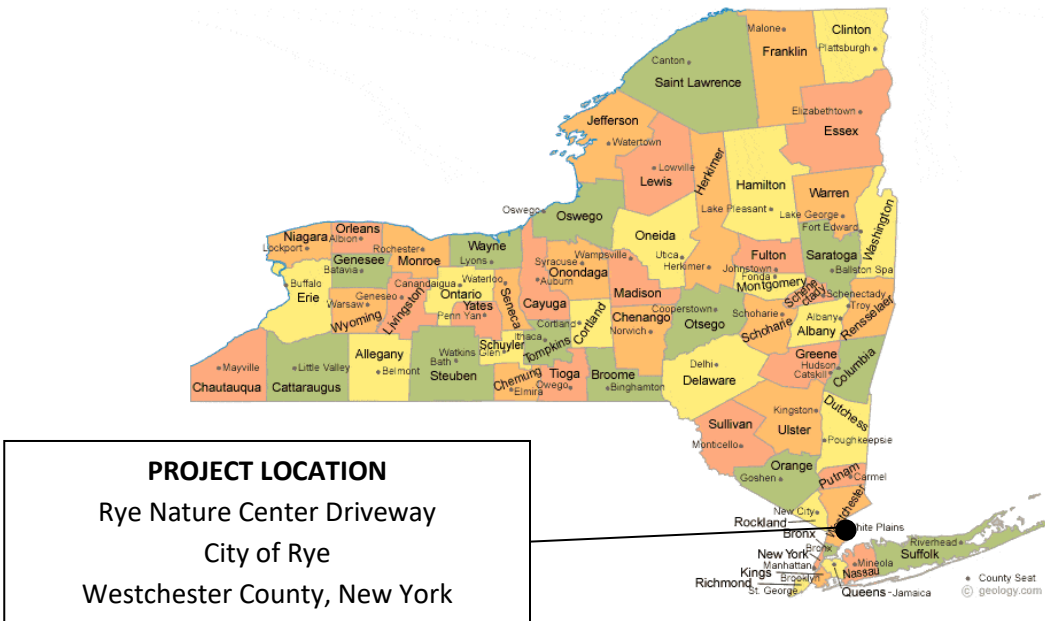 Clinton
Malone
Franklin
Plattsburgh
Canton
Saint Lawrence
Elizabethtown
Essex
Jefferson
Watertown
Lowville
Lewis
Herkimer
Hamilton
Warren
Lake Pleasant
Lake George
Fort Edward
Washington
Oswego
Oswego
Oneida
Utica
Herkimer
Fulton
Johnstown
Fonda
Montgomery
Saratoga
Ballston Spa
Niagara
Lockport
Orleans
Albion
Genesee
Batavia
Rochester
Monroe
Wayne
Lyons
Syracuse
Wampsville
Onondaga
Auburn
Cayuga
Madison
Buffalo
Erie
Warsaw
Wyoming
Geneseo
Livingston
Canandaigua
Ontario
Waterloo
Seneca
Yates
Penn Yan
Cortland
Cortland
Chenango
Norwich
Cooperstown
Otsego
Schoharie
Schoharie
Schene
ctady
Schenectady
Troy
Rensselaer
Albany
Albany
Mayville
Chautauqua
Little Valley
Cattaraugus
Allegany
Belmont
Bath
Steuben
Watkins
Glen
Schuyler
Ithaca
Tompkins
Chemung
Elmira
Tioga
Owego
Broome
Binghamton
Delhi
Delaware
Greene
Hudson
Catskill
Columbia
Sullivan
Monticello
Kingston
Ulster
Dutchess
Poughkeepsie
Orange
Goshen
Putnam
Carmel
New City
Rockland
Westchester
hite Plains
Bronx
Bronx
New York
Manhattan
Kings
Brooklyn
Richmond
St. George
Nassau
Mineola
Queens
Jamaica
Riverhead
Suffolk
County Seat
© geology.com
PROJECT LOCATION
Rye Nature Center Driveway
City of Rye
Westchester County, New York